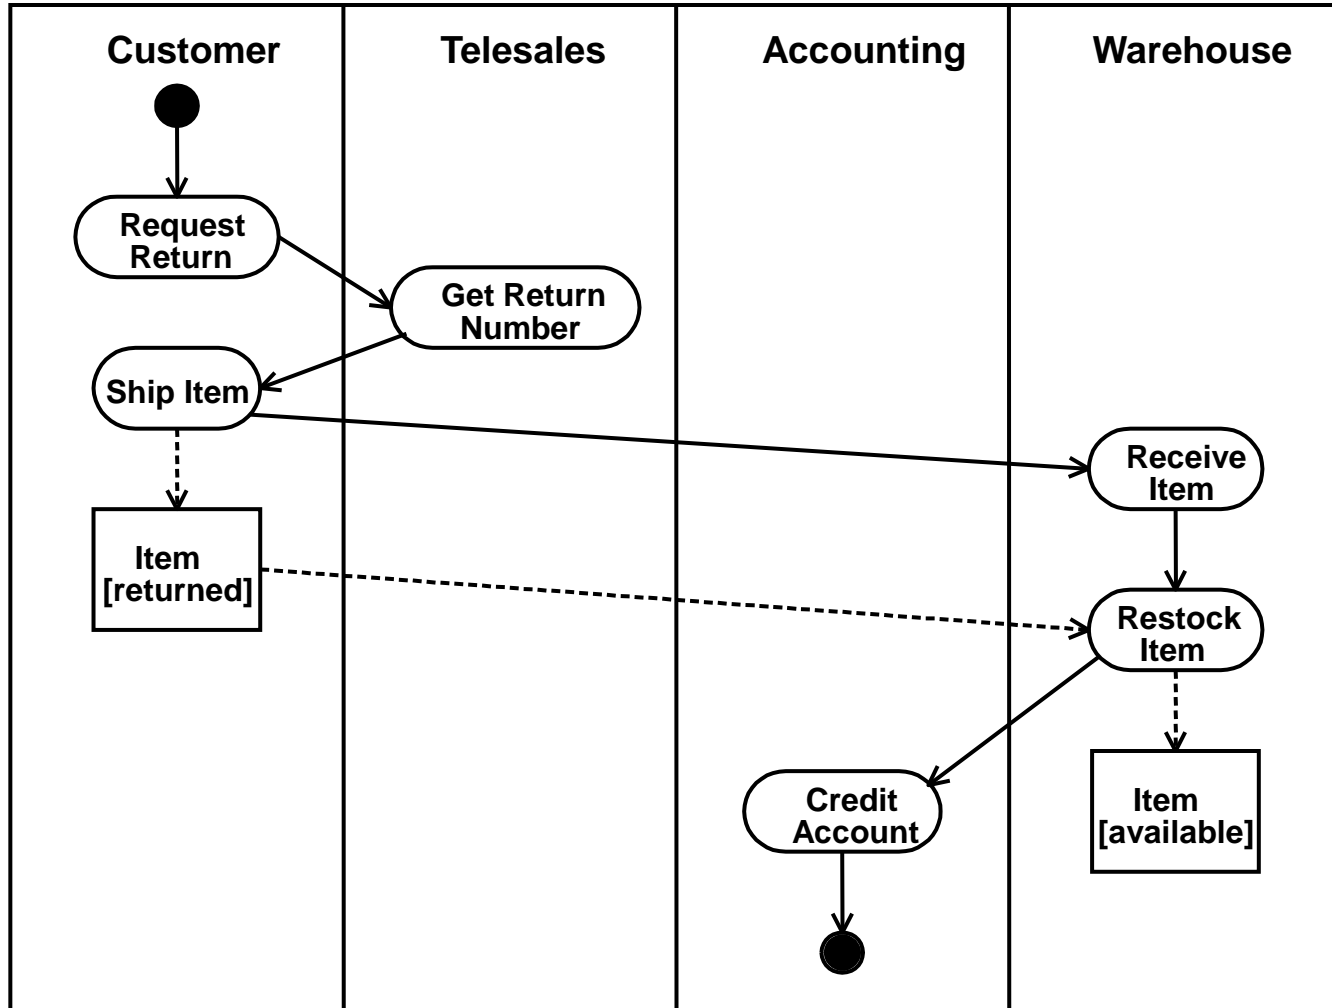 Customer
Telesales
Accounting
Warehouse
Request
Return
Get Return
Number
Ship Item
Receive
Item
Item
[returned]
Restock
Item
Credit
Account
Item
[available]